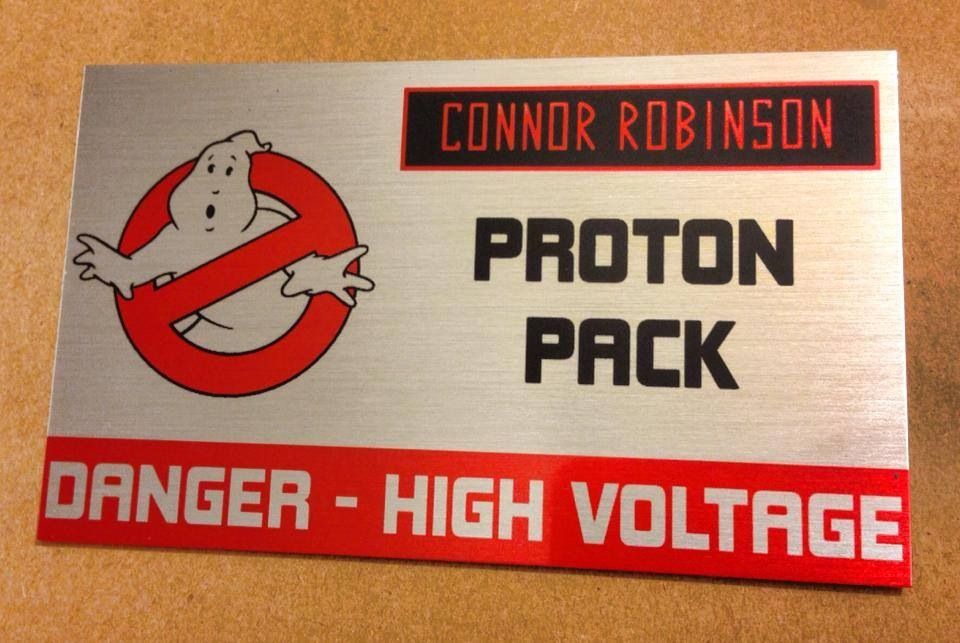 CONNOR ROBINSON
PROTON
PACK
DANGER - HIGH VOLTAGE